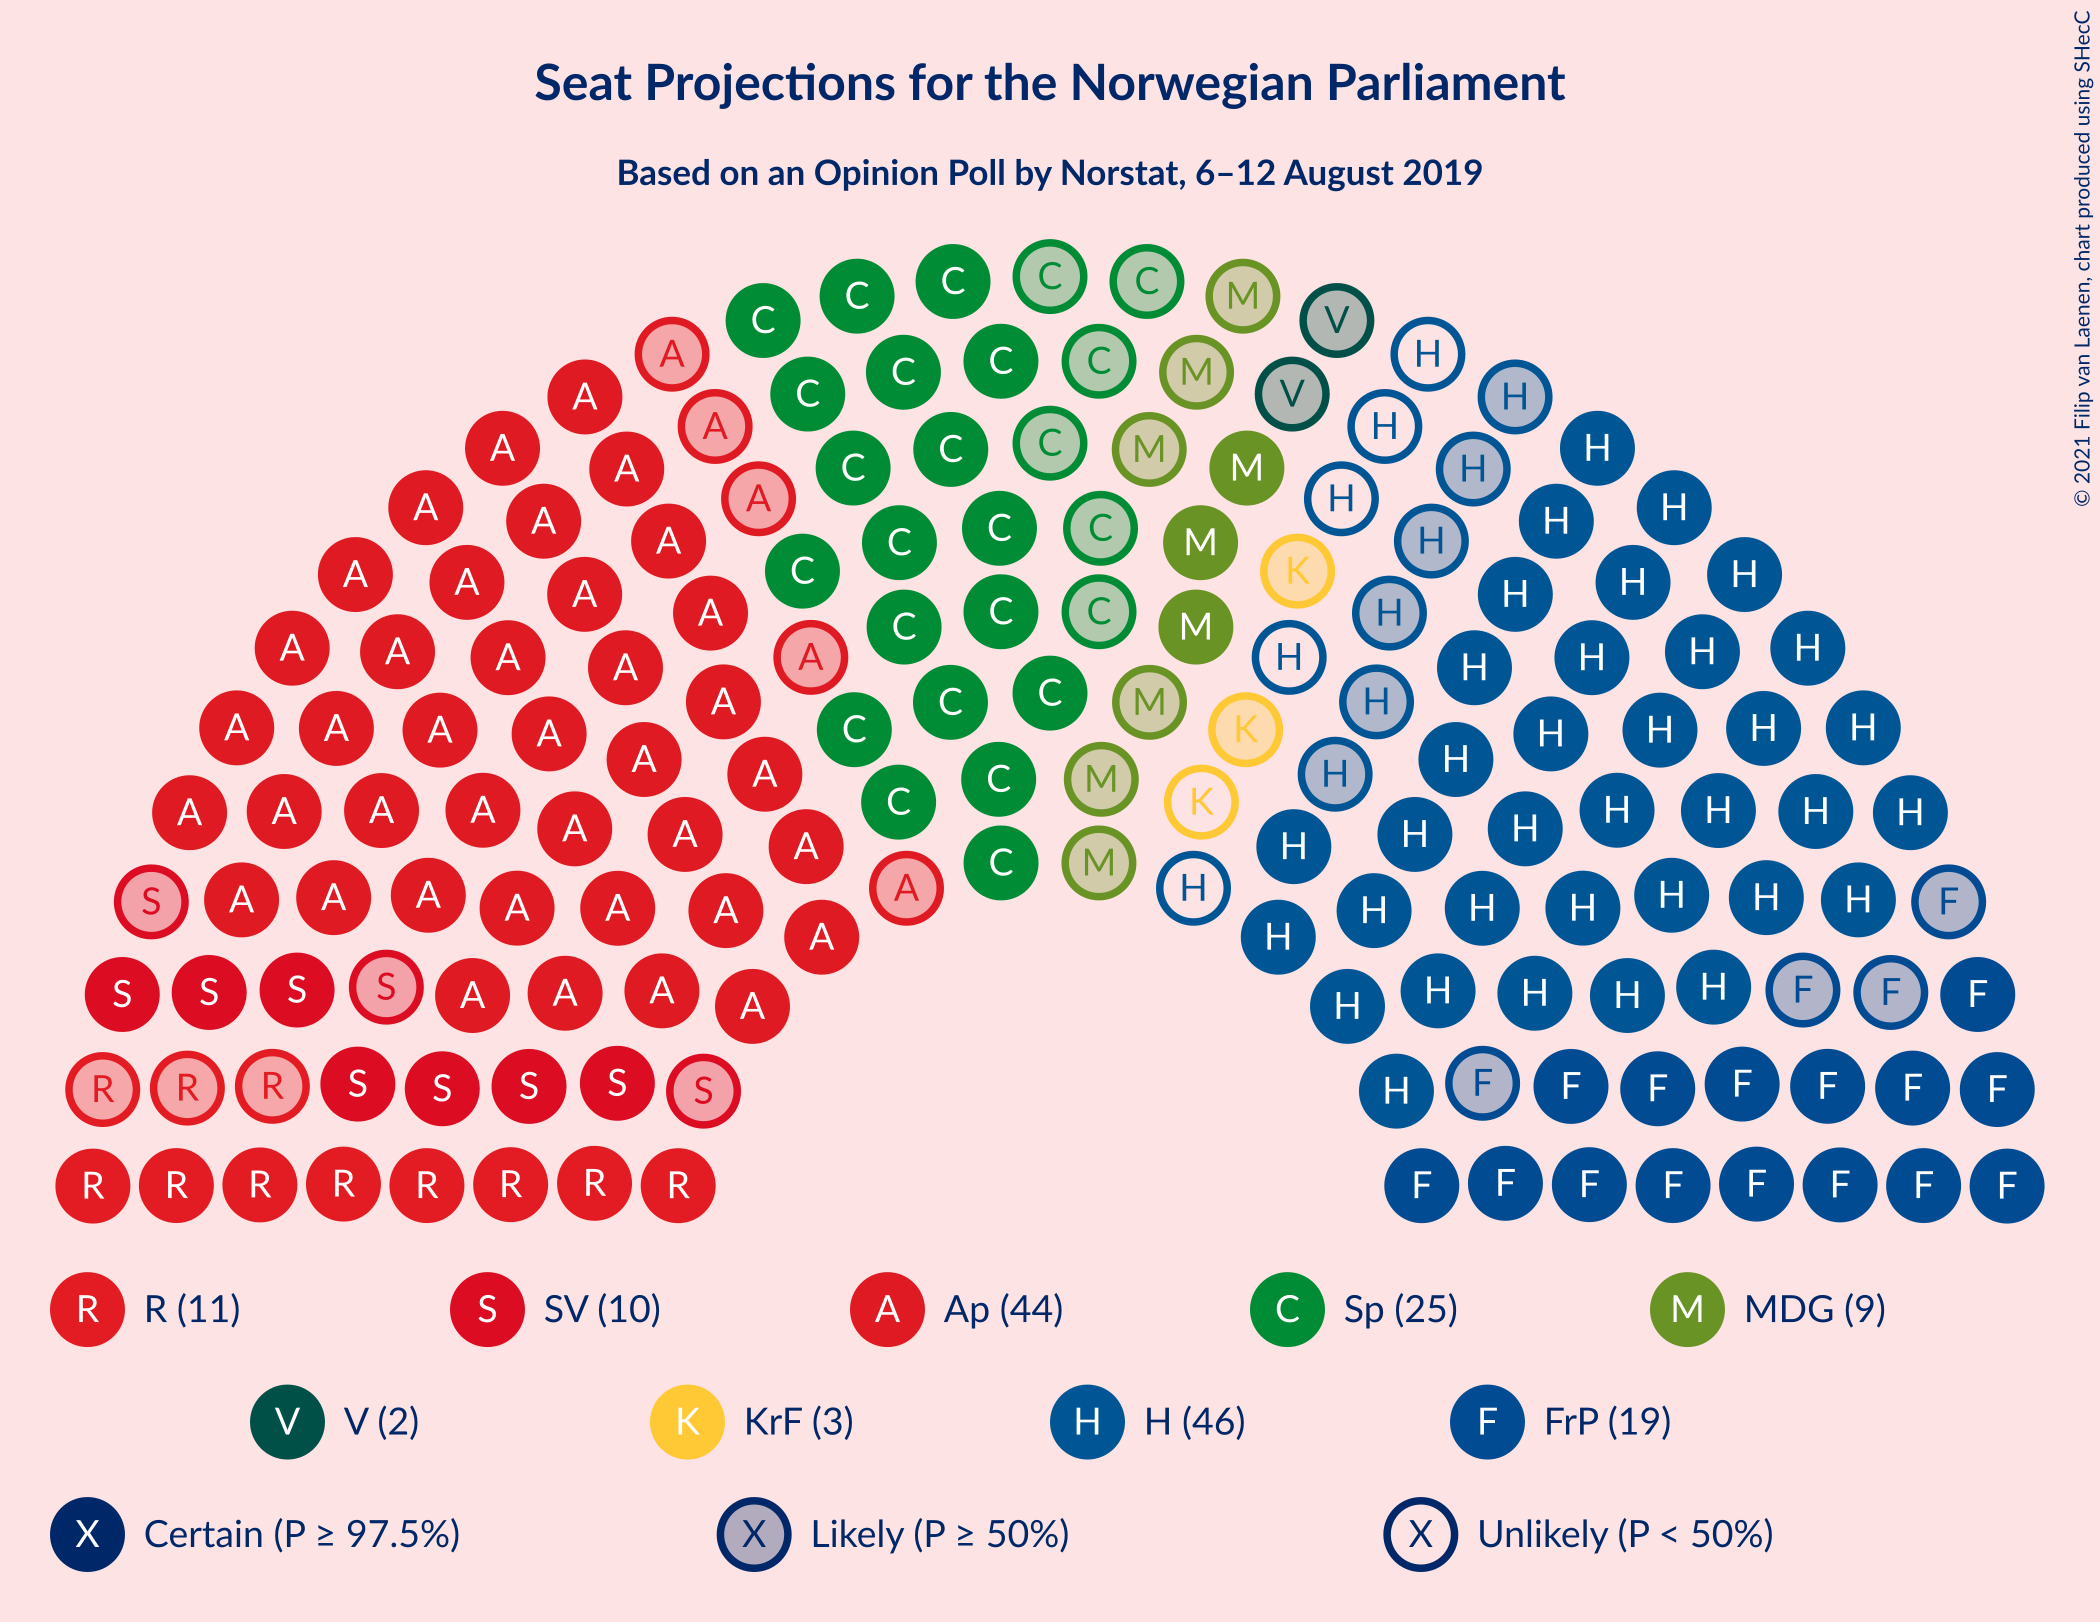 Seat Projections for the Norwegian Parliament
Based on an Opinion Poll by Norstat, 6–12 August 2019
© 2021 Filip van Laenen, chart produced using SHecC
C C C C C
C M
C V
A H
C C C
C M
A V
A H
A H
C C C
A M
A M
A H
A H
C C C
A M
A K
A H
A H
C C C
A M
A H
A H
A H
C C M
A K
A H
A H
A H
A H
R R R S S S S S H F F F F F F F
R R R R R R R R F F F F F F F F
R R (11) S SV (10) A Ap (44) C Sp (25) M MDG (9)
V V (2) K KrF (3) H H (46) F FrP (19)
X Certain (P ≥ 97.5%) X Likely (P ≥ 50%) X Unlikely (P < 50%)